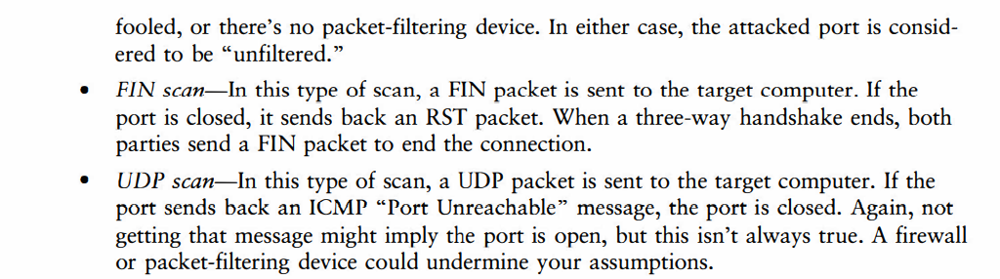 fooled, or there’s no packet-filtering device. In either case, the attacked port is consid-
ered to be “unfiltered.”
• FIN scan—In this type of scan, a FIN packet is sent to the target computer. If the
port is closed, it sends back an RST packet. When a three-way handshake ends, both
parties send a FIN packet to end the connection.
• UDP scan—In this type of scan, a UDP packet is sent to the target computer. If the
port sends back an ICMP “Port Unreachable” message, the port is closed. Again, not
getting that message might imply the port is open, but this isn’t always true. A firewall
or packet-filtering device could undermine your assumptions.